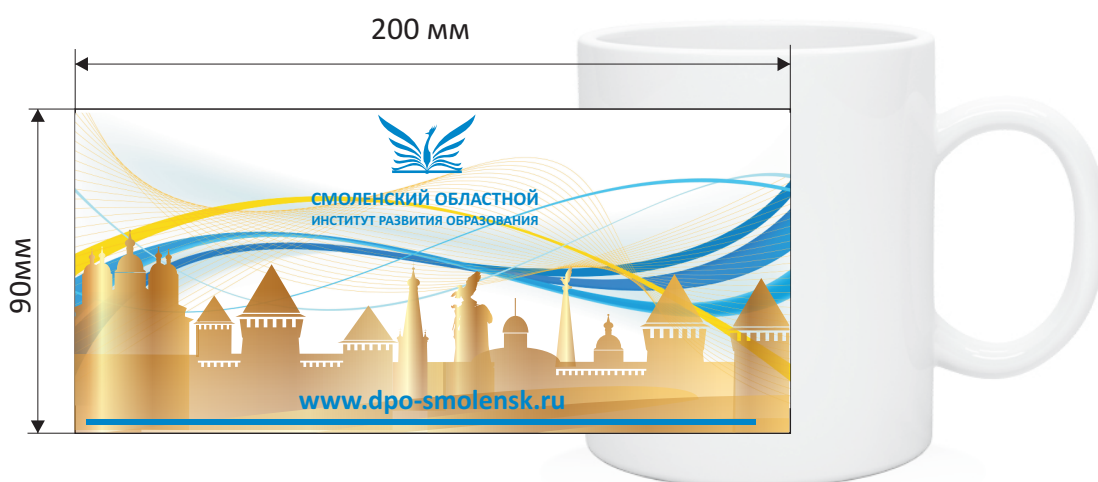 200 мм
90мм
СМОЛЕНСКИЙ ОБЛАСТНОЙ
ИНСТИТУТ РАЗВИТИЯ ОБРАЗОВАНИЯ
www.dpo-smolensk.ru